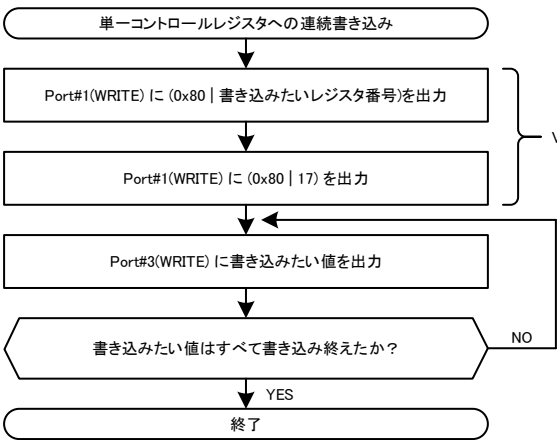 単一コントロールレジスタへの連続書き込み
Port#1(WRITE) に (0x80 | 書き込みたいレジスタ番号)を出力
V
Port#1(WRITE) に (0x80 | 17) を出力
Port#3(WRITE) に書き込みたい値を出力
書き込みたい値はすべて書き込み終えたか？
NO
YES
終了